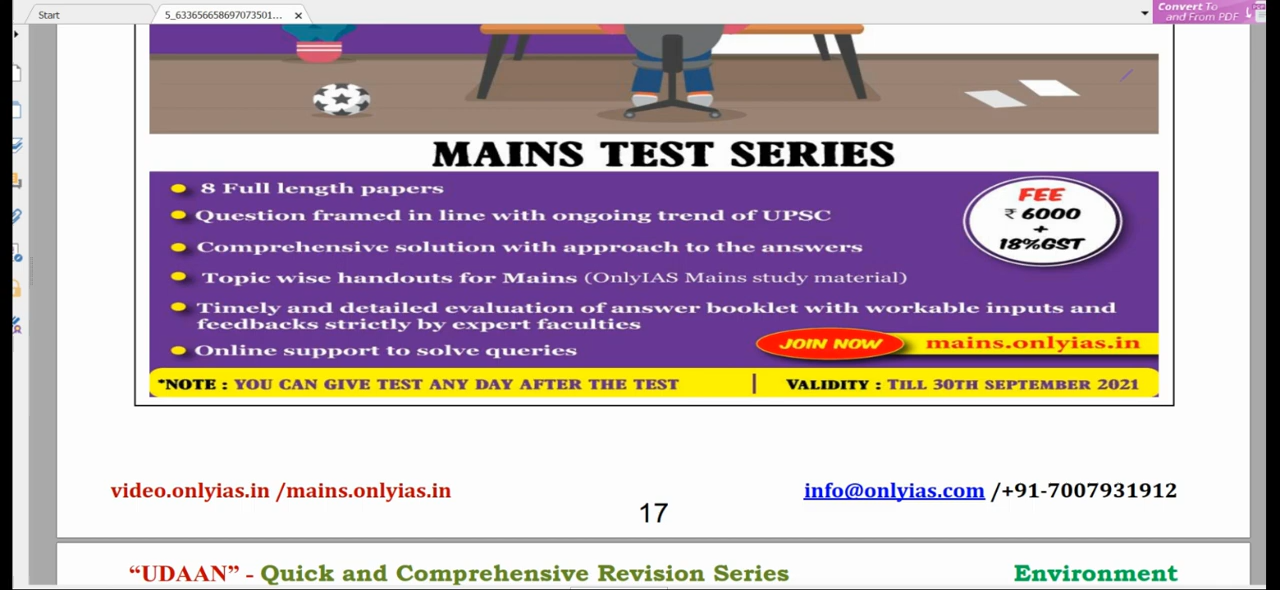 Start
5_633656658697073501...
Convert To
and From PDF
MAINS TEST SERIES
8 Full length papers
Question framed in line with ongoing trend of UPSC
Comprehensive solution with approach to the answers
Topic wise handouts for Mains (OnlyIAS Mains study material)
Timely and detailed evaluation of answer booklet with workable inputs and
feedbacks strictly by expert faculties
Online support to solve queries
FEE
₹ 6000
+
18%GST
JOIN NOW
mains.onlyias.in
*NOTE : YOU CAN GIVE TEST ANY DAY AFTER THE TEST | VALIDITY : TILL 30TH SEPTEMBER 2021
video.onlyias.in /mains.onlyias.in
info@onlyias.com /+91-7007931912
17
“UDAAN” - Quick and Comprehensive Revision Series
Environment